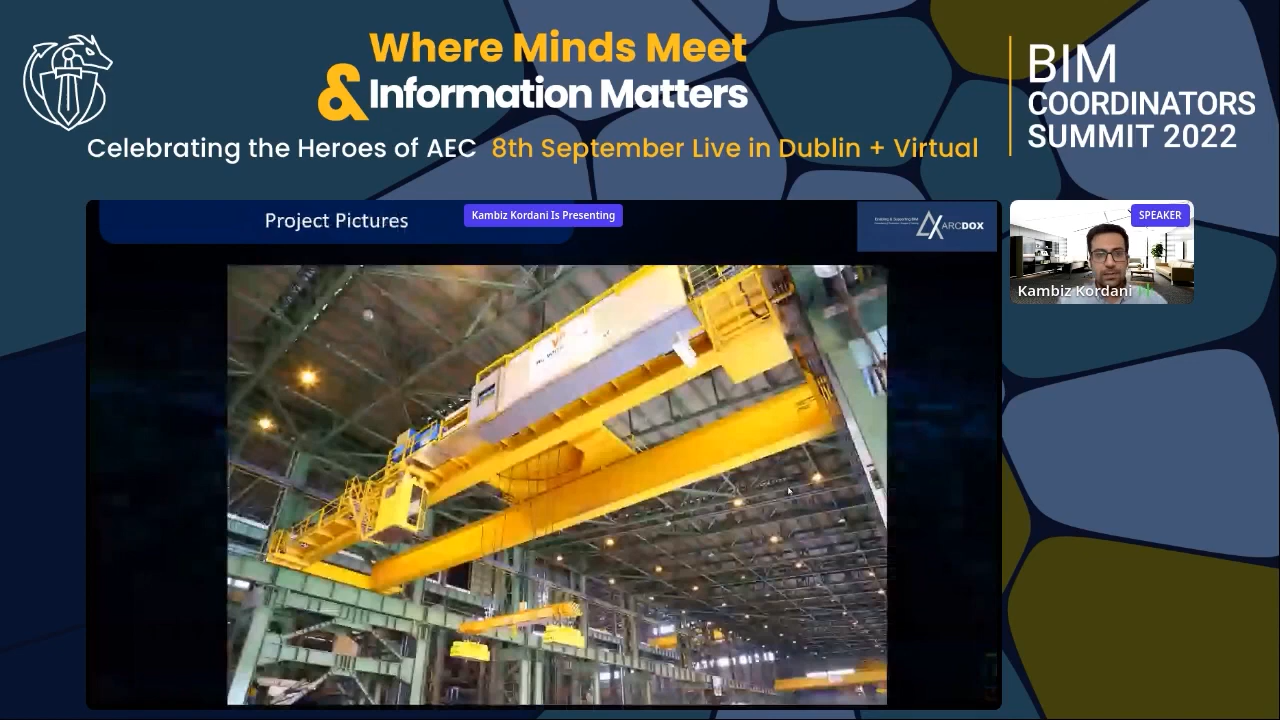 Where Minds Meet
& Information Matters
Celebrating the Heroes of AEC 8th September Live in Dublin + Virtual
BIM
COORDINATORS
SUMMIT 2022
Project Pictures
Kambiz Kordani Is Presenting
ARCDOX
SPEAKER
Kambiz Kordani